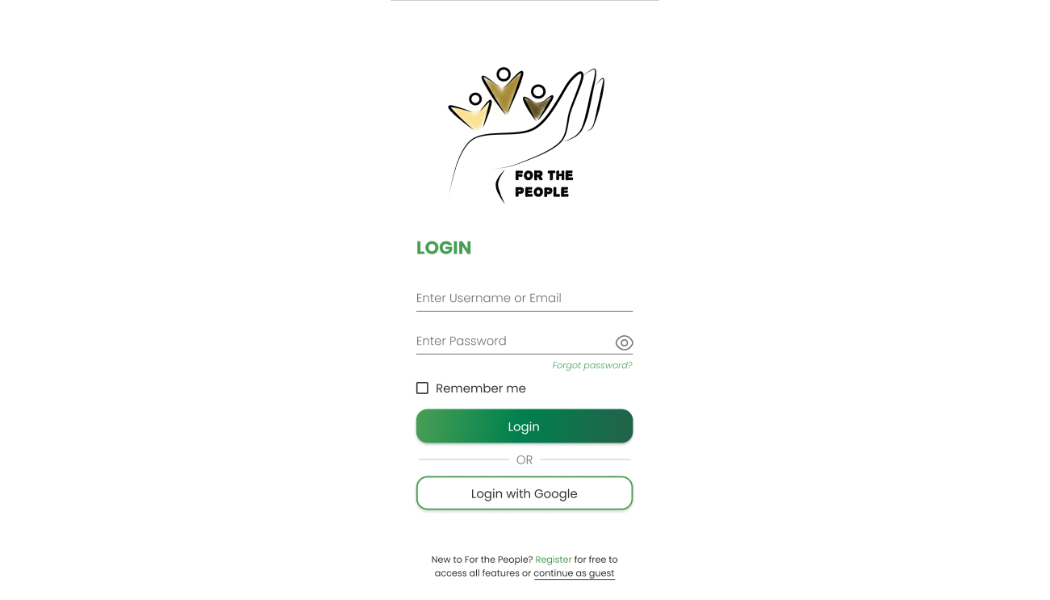 FOR THE
PEOPLE
LOGIN
Enter Username or Email
Enter Password
Forgot password?
Remember me
Login
OR
Login with Google
New to For the People? Register for free to
access all features or continue as guest